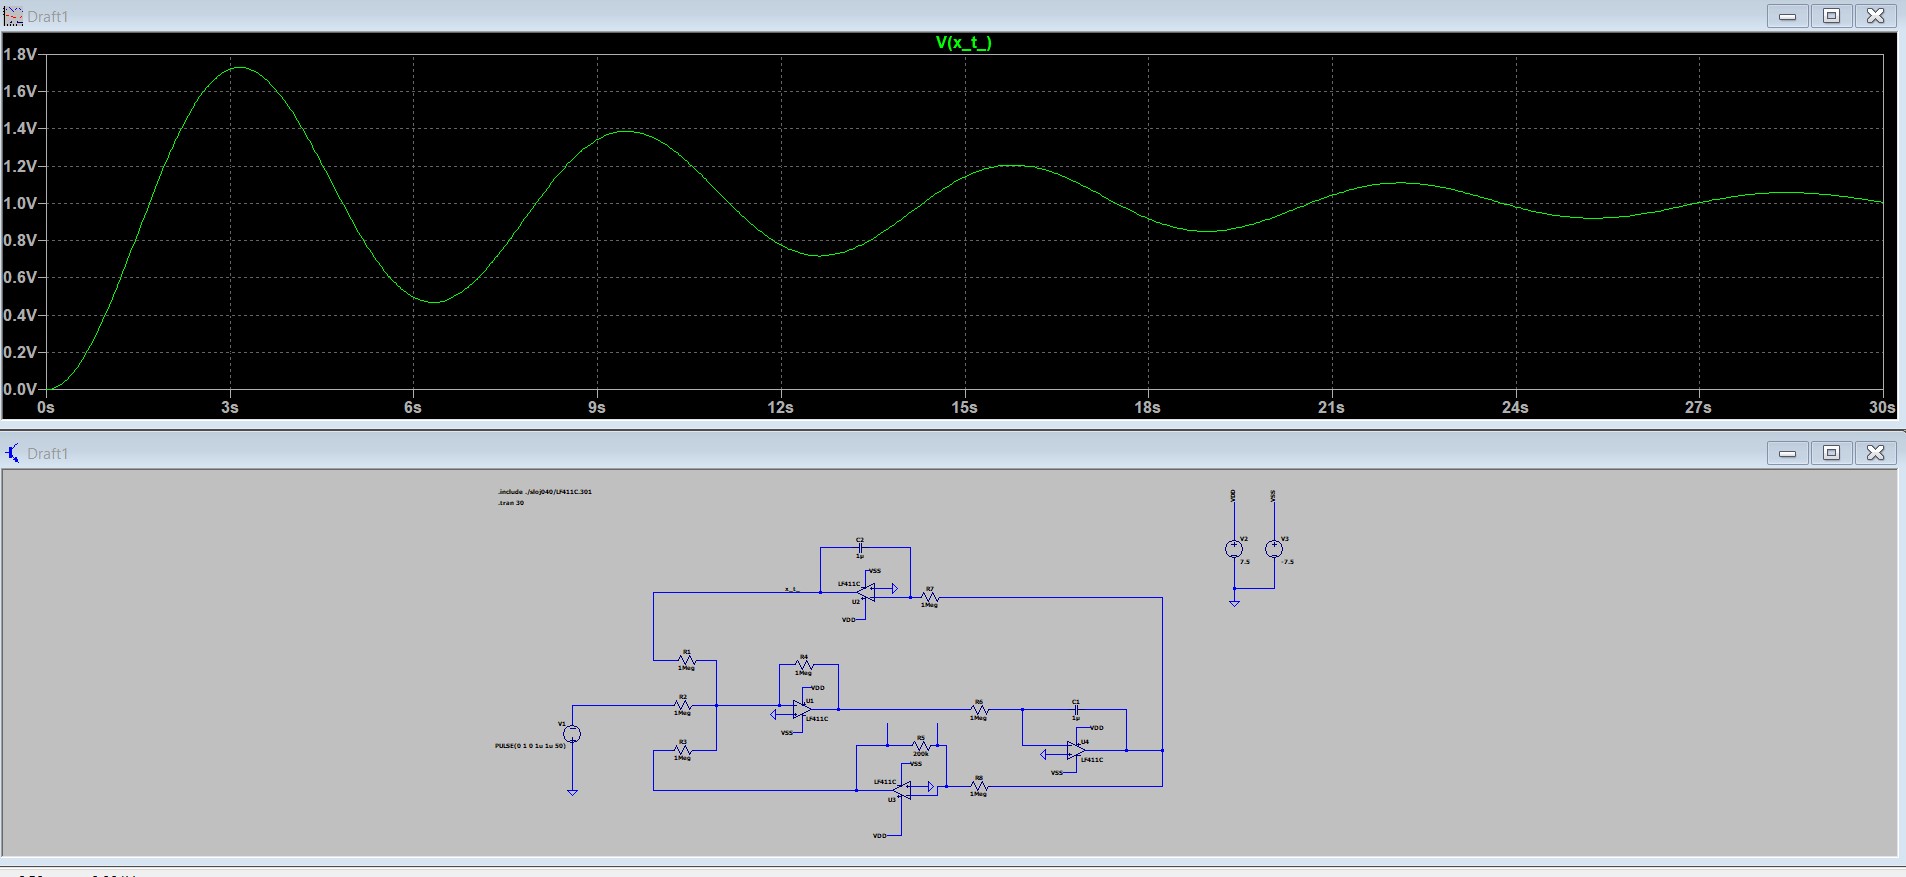 Draft1
V(x_t_)
1.8V
1.6V
1.4V
1.2V
1.0V
0.8V
0.6V
0.4V
0.2V
0.0V
0s 3s 6s 9s 12s 15s 18s 21s 24s 27s 30s
Draft1
.include ./sloj040/LF411C.301
.tran 30
VDD VSS
V2 V3
7.5 -7.5
C2
1µ
VSS
LF411C
x_t_
U2
R7
1Meg
VDD
R1
1Meg
R4
1Meg
VDD
R2
1Meg
U1
LF411C
VSS
R6
1Meg
C1
1µ
V1
PULSE(0 1 0 1u 1u 50)
R3
1Meg
R5
200k
VDD
U4
LF411C
VSS
VSS
LF411C
U3
R8
1Meg
VDD